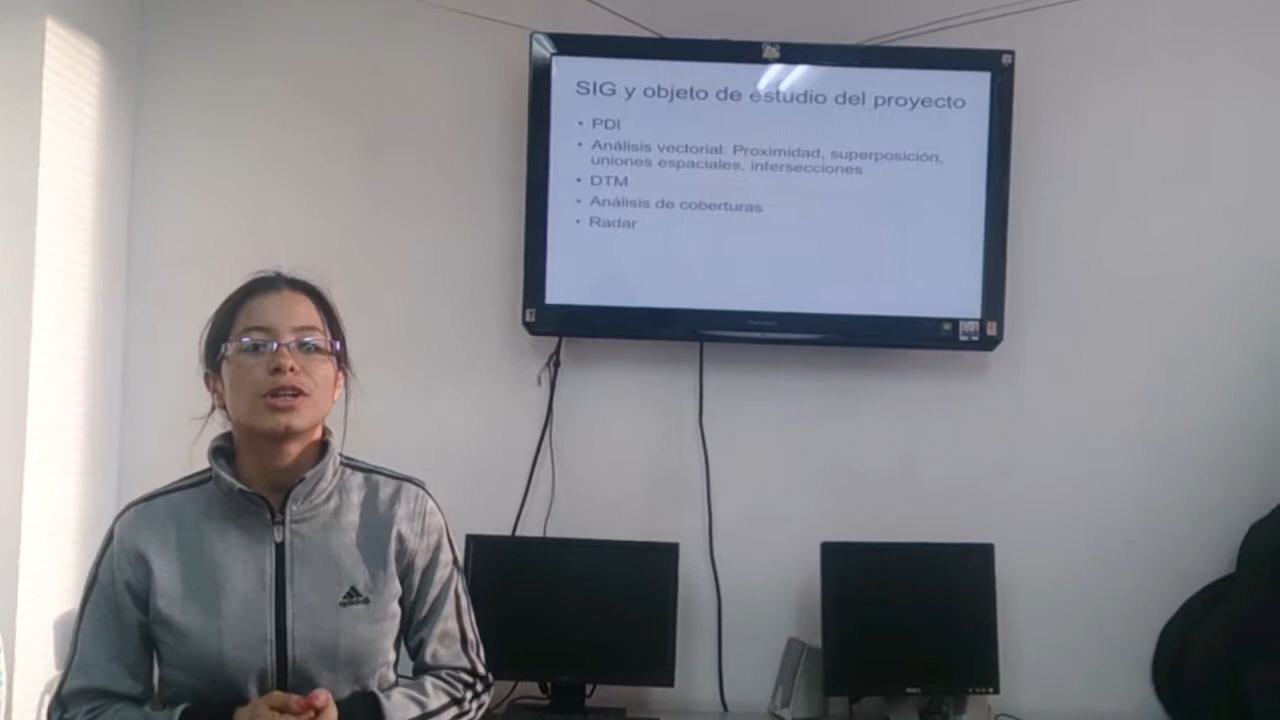 SIG y objeto de estudio del proyecto
• PDI
• Análisis vectorial. Proximidad, superposición,
uniones espaciales, intersecciones
• DTM
• Análisis de coberturas
• Radar
adidas
DELL